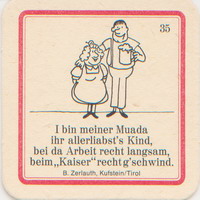 35
I bin meiner Muada
ihr allerliabst's Kind,
bei da Arbeit recht langsam,
beim „Kaiser" recht g'schwind.
B. Zerlauth, Kufstein/Tirol